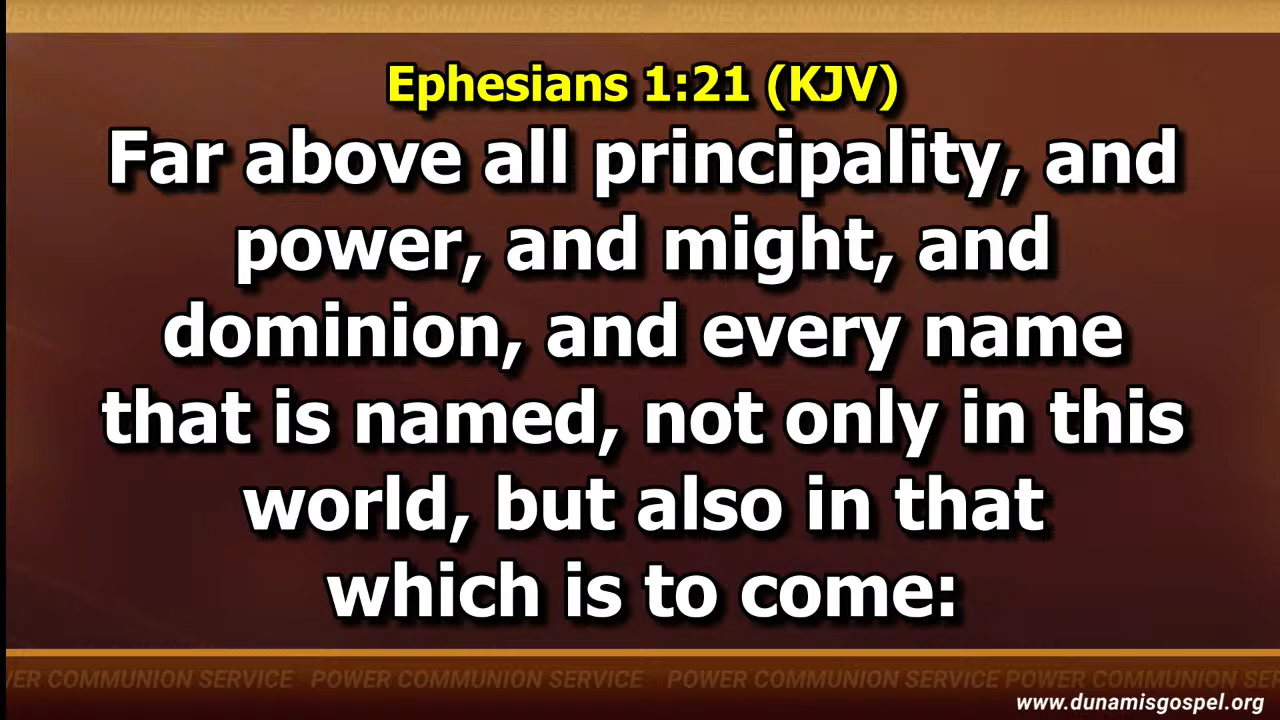 POWER COMMUNION SERVICE POWER COMMUNION SERVICE POWER COMMUNION SERVICE
Ephesians 1:21 (KJV)
Far above all principality, and
power, and might, and
dominion, and every name
that is named, not only in this
world, but also in that
which is to come:
ER COMMUNION SERVICE POWER COMMUNION SERVICE POWER COMMUNION SER
www.dunamisgospel.org